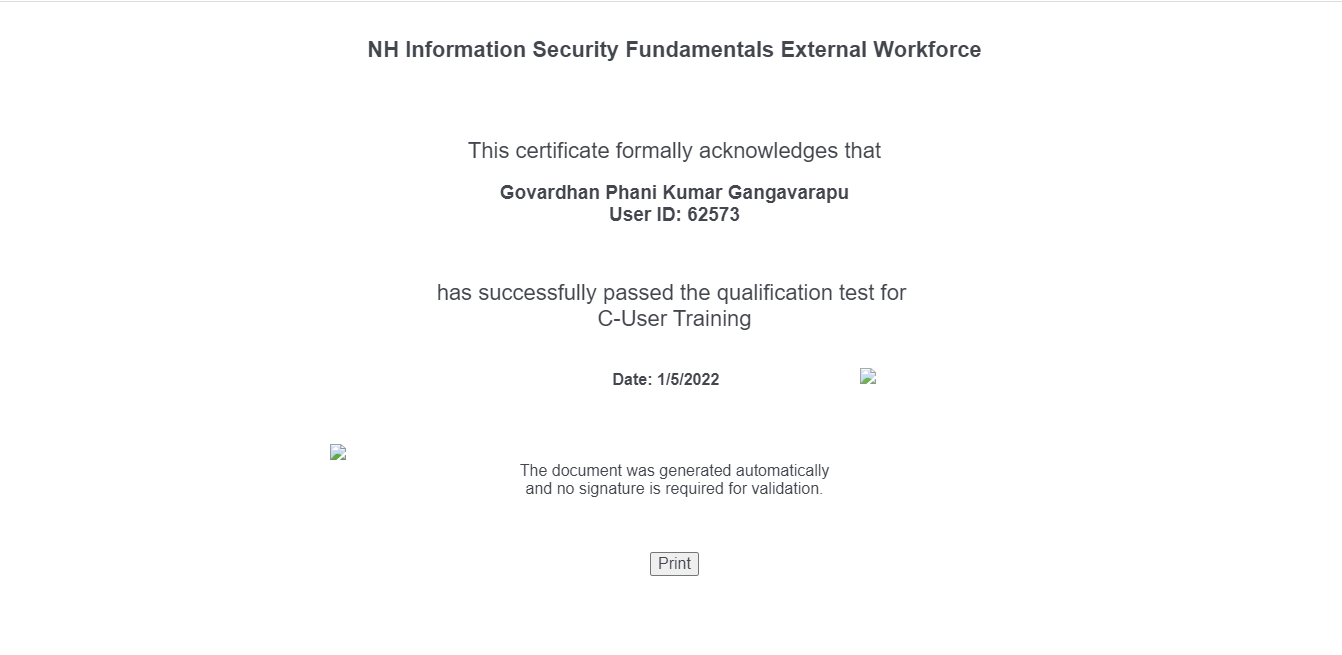 NH Information Security Fundamentals External Workforce
This certificate formally acknowledges that
Govardhan Phani Kumar Gangavarapu
User ID: 62573
has successfully passed the qualification test for
C-User Training
Date: 1/5/2022
The document was generated automatically
and no signature is required for validation.
Print